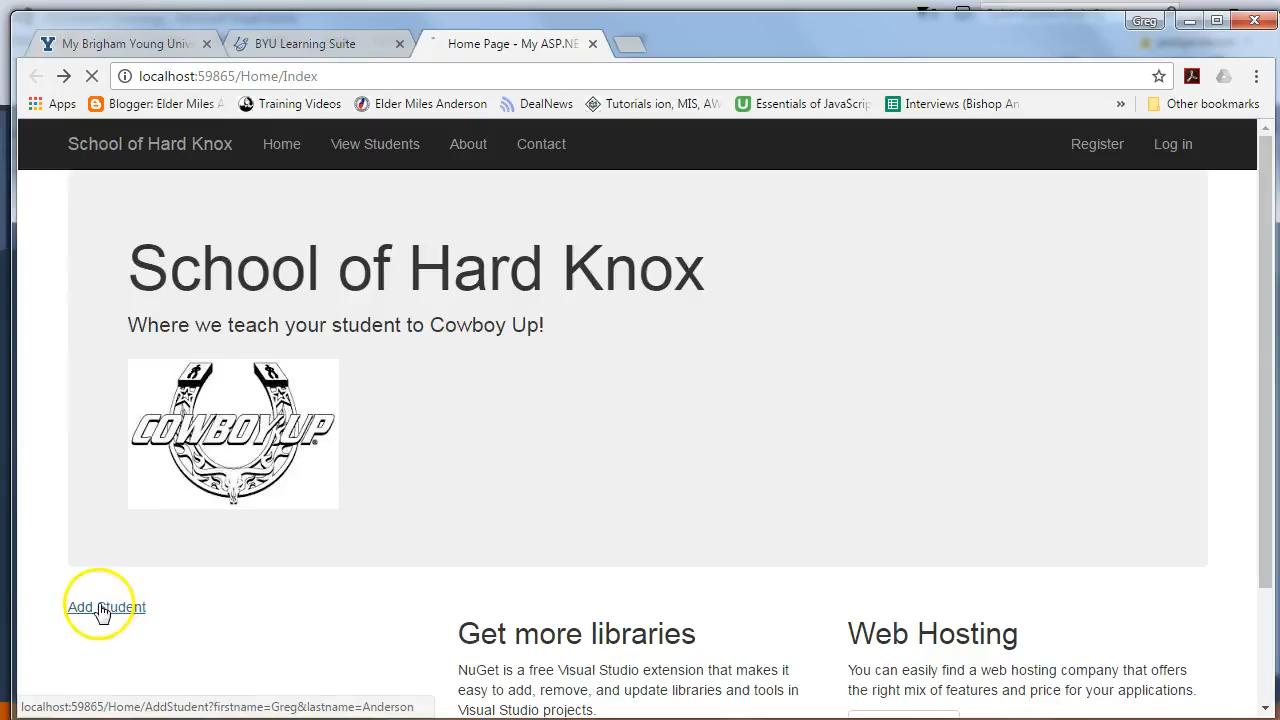 Greg
My Brigham Young Univ
BYU Learning Suite
Home Page - My ASP.NE
localhost:59865/Home/Index
Apps
Blogger: Elder Miles A
Training Videos
Elder Miles Anderson
DealNews
Tutorials ion, MIS, AW
Essentials of JavaScrip
Interviews (Bishop An
»
Other bookmarks
School of Hard Knox
Home
View Students
About
Contact
Register
Log in
School of Hard Knox
Where we teach your student to Cowboy Up!
COWBOY UP®
Add Student
Get more libraries
NuGet is a free Visual Studio extension that makes it
easy to add, remove, and update libraries and tools in
Visual Studio projects.
Web Hosting
You can easily find a web hosting company that offers
the right mix of features and price for your applications.
localhost:59865/Home/AddStudent?firstname=Greg&lastname=Anderson